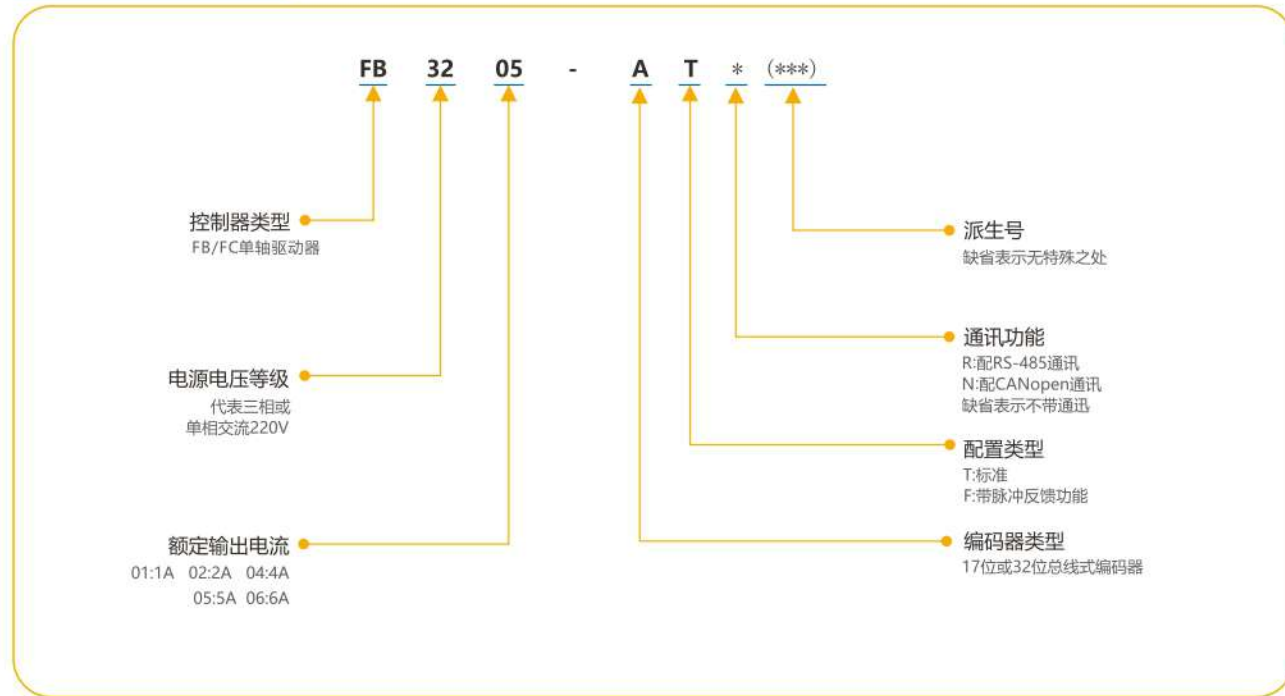 FB 32 05 - A T * (***)
控制器类型
FB/FC单轴驱动器
电源电压等级
代表三相或
单相交流220V
额定输出电流
01:1A 02:2A 04:4A
05:5A 06:6A
派生号
缺省表示无特殊之处
通讯功能
R:配RS-485通讯
N:配CANopen通讯
缺省表示不带通迅
配置类型
T:标准
F:带脉冲反馈功能
编码器类型
17位或32位总线式编码器